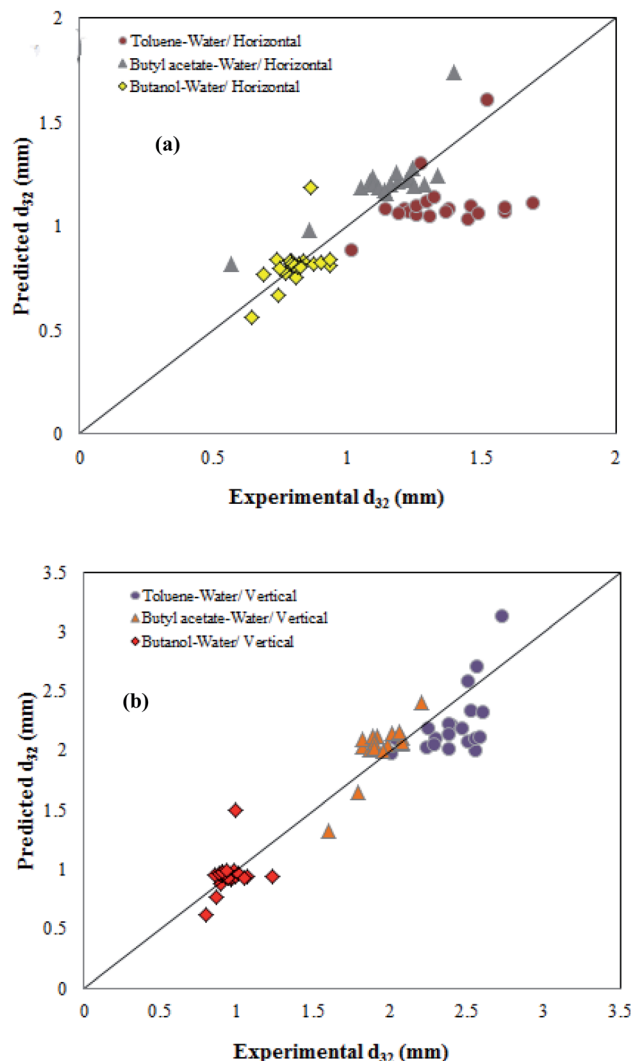 2
Toluene-Water/ Horizontal
Butyl acetate-Water/ Horizontal
Butanol-Water/ Horizontal
1.5
(a)
1
0.5
0
0.5
1
1.5
2
Predicted d32 (mm)
Experimental d32 (mm)
3.5
Toluene-Water/ Vertical
Butyl acetate-Water/ Vertical
Butanol-Water/ Vertical
3
2.5
(b)
2
1.5
1
0.5
0
0
0.5
1
1.5
2
2.5
3
3.5
Predicted d32 (mm)
Experimental d32 (mm)